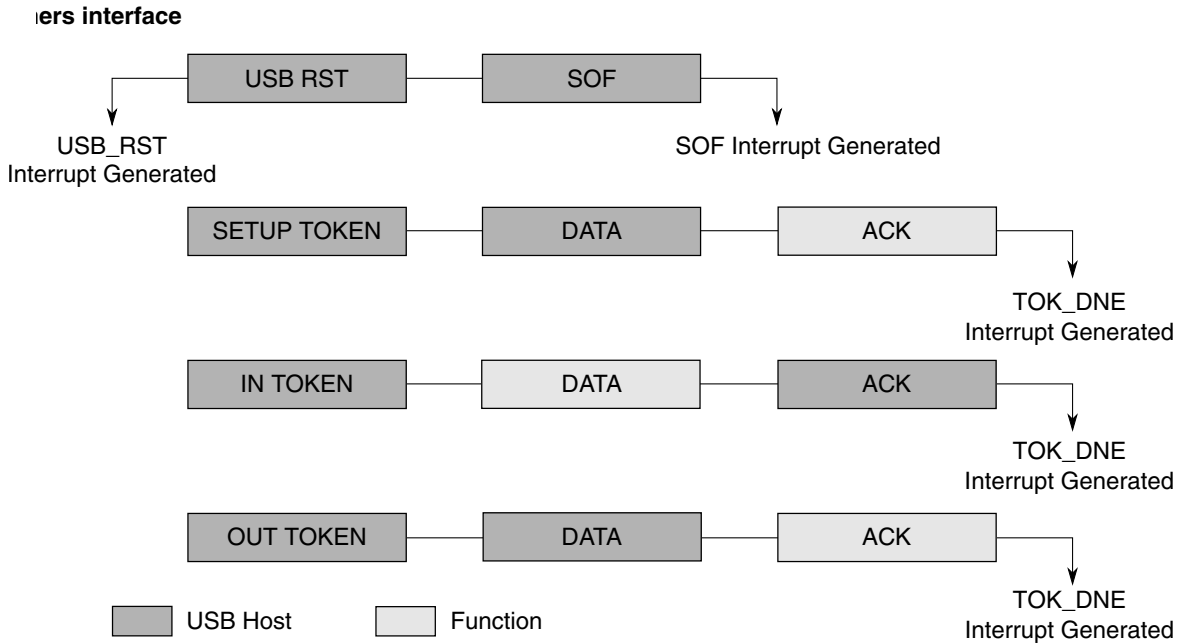 interface
USB RST SOF
USB_RST
Interrupt Generated
SOF Interrupt Generated
SETUP TOKEN DATA ACK
TOK_DNE
Interrupt Generated
IN TOKEN DATA ACK
TOK_DNE
Interrupt Generated
OUT TOKEN DATA ACK
TOK_DNE
Interrupt Generated
USB Host Function